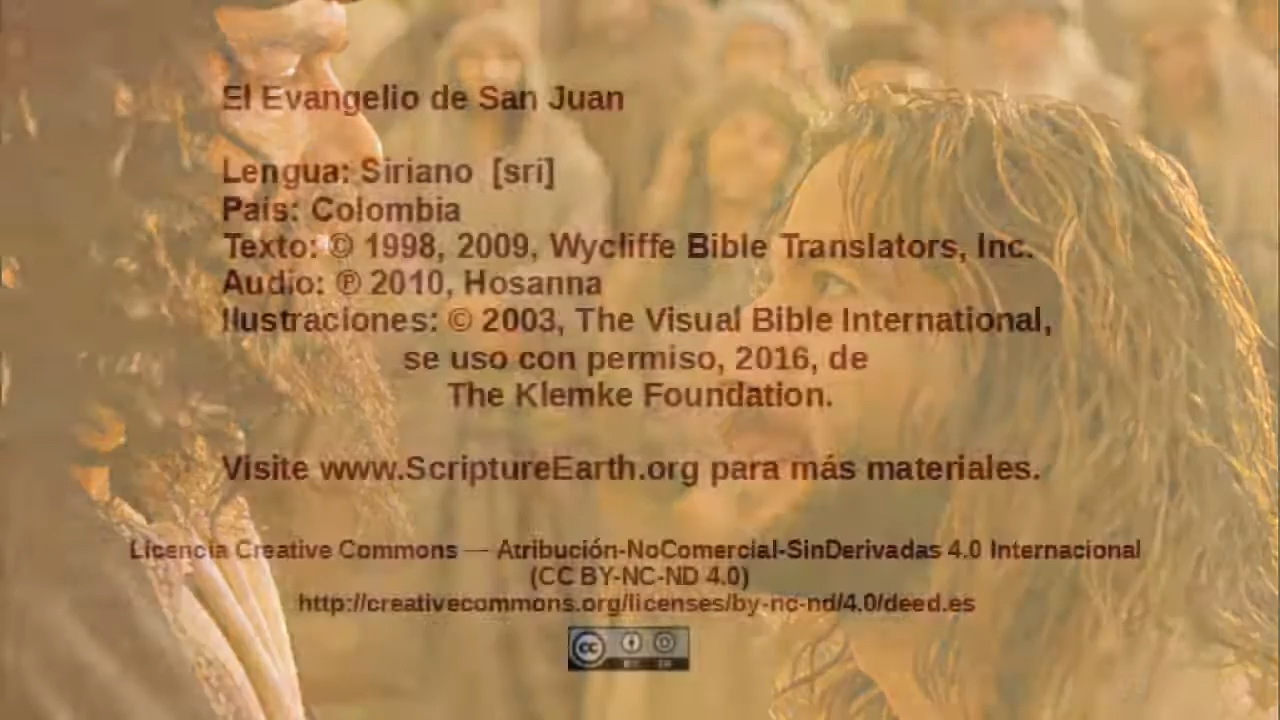 El Evangelio de San Juan
Lengua: Siriano [sri]
País: Colombia
Texto: © 1998, 2009, Wycliffe Bible Translators, Inc.
Audio: ℗ 2010, Hosanna
Ilustraciones: © 2003, The Visual Bible International,
se uso con permiso, 2016, de
The Klemke Foundation.
Visite www.ScriptureEarth.org para más materiales.
Licencia Creative Commons — Atribución-NoComercial-SinDerivadas 4.0 Internacional
(CC BY-NC-ND 4.0)
http://creativecommons.org/licenses/by-nc-nd/4.0/deed.es
cc